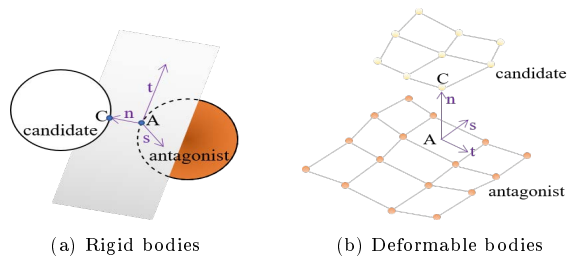 t
C n A
candidate
s
antagonist
(a) Rigid bodies
C
candidate
n
s
A
t
antagonist
(b) Deformable bodies